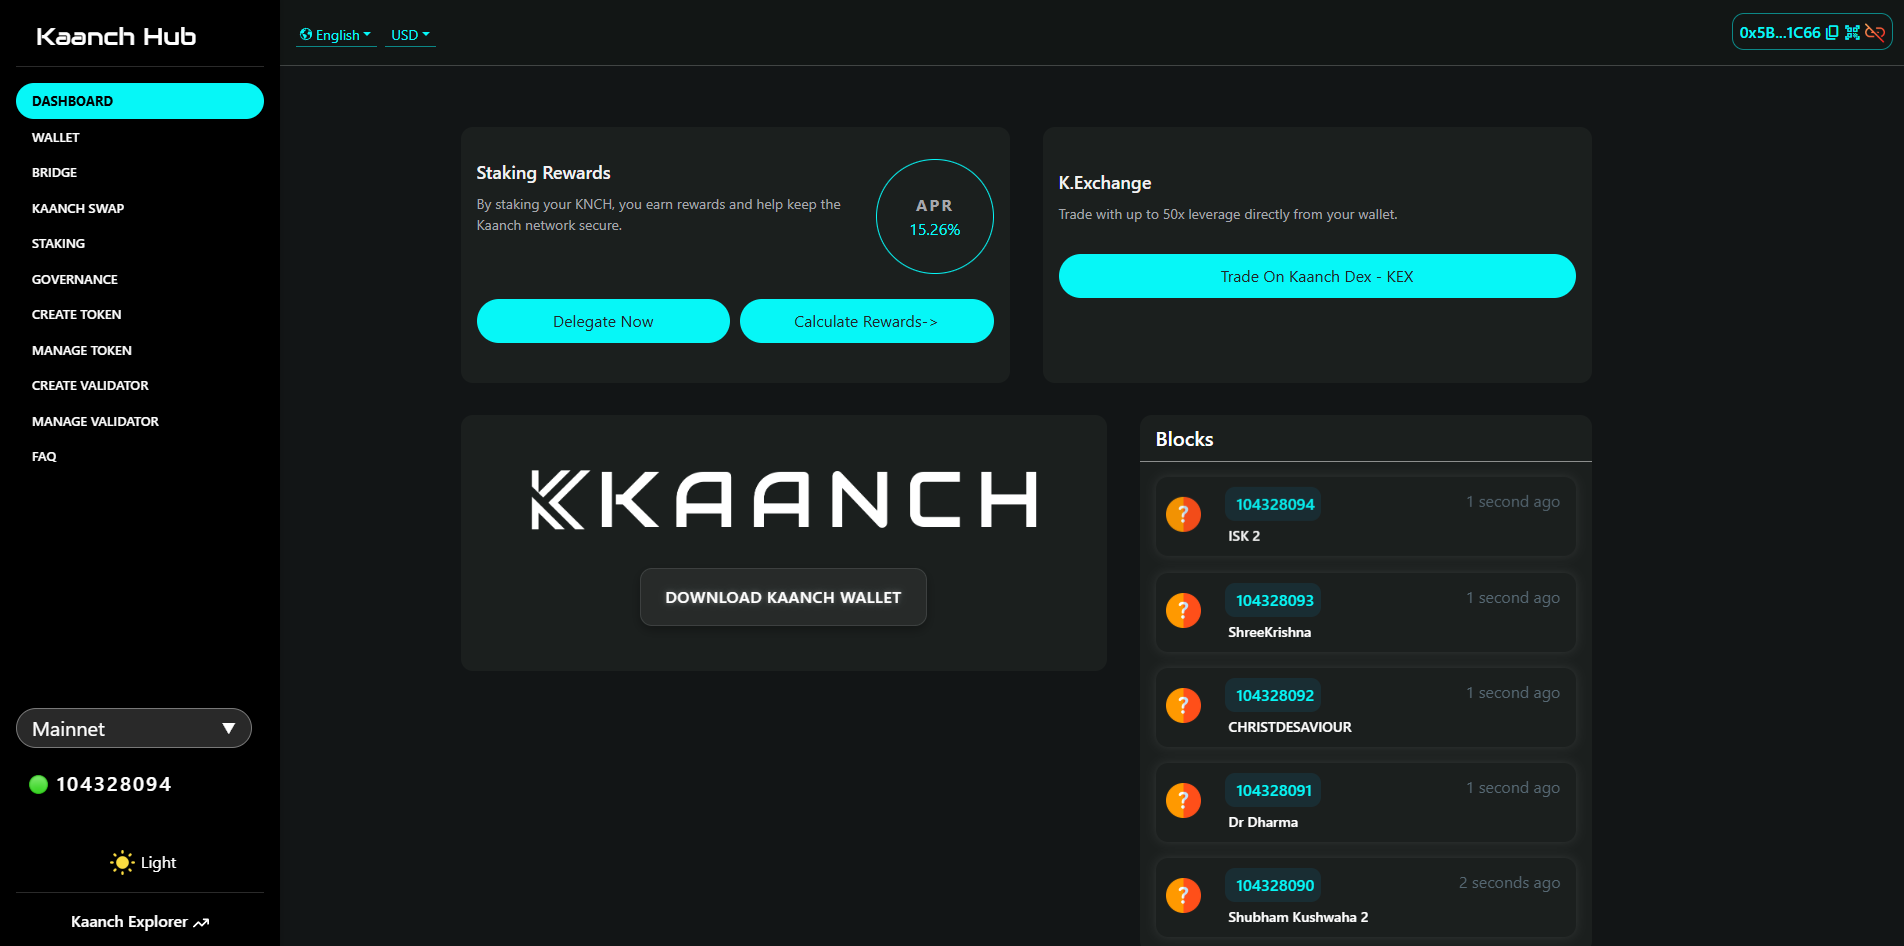 Kaanch Hub
DASHBOARD
WALLET
BRIDGE
KAANCH SWAP
STAKING
GOVERNANCE
CREATE TOKEN
MANAGE TOKEN
CREATE VALIDATOR
MANAGE VALIDATOR
FAQ
Mainnet
104328094
Light
Kaanch Explorer
English
USD
0x5B...1C66
Staking Rewards
By staking your KNCH, you earn rewards and help keep the
Kaanch network secure.
APR
15.26%
Delegate Now
Calculate Rewards->
K.Exchange
Trade with up to 50x leverage directly from your wallet.
Trade On Kaanch Dex - KEX
KAANCH
DOWNLOAD KAANCH WALLET
Blocks
?
104328094
1 second ago
ISK 2
?
104328093
1 second ago
ShreeKrishna
?
104328092
1 second ago
CHRISTDESAVIOUR
?
104328091
1 second ago
Dr Dharma
?
104328090
2 seconds ago
Shubham Kushwaha 2